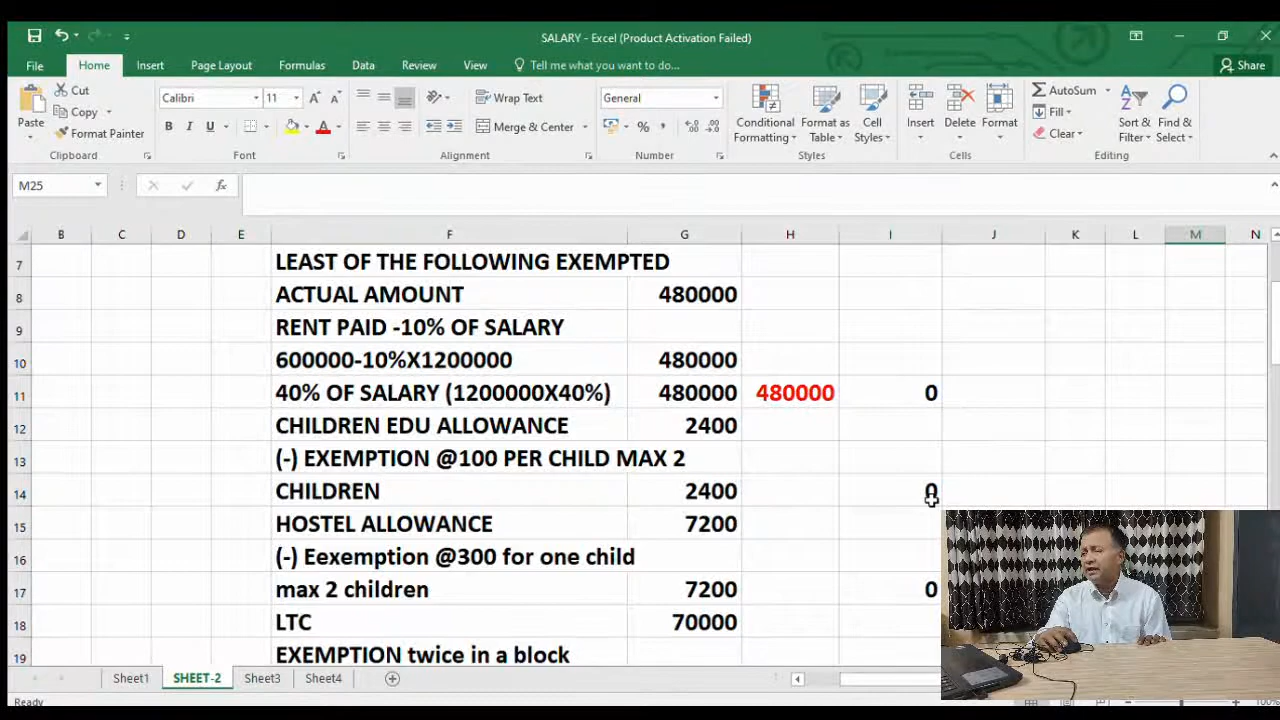 SALARY - Excel (Product Activation Failed)
File Home Insert Page Layout Formulas Data Review View Tell me what you want to do... Share
Paste
Cut
Copy
Format Painter
Clipboard
Calibri 11
B I U
Font
Wrap Text
Merge & Center
Alignment
General
%
Number
Conditional Formatting
Format as Table
Cell Styles
Styles
Insert
Delete
Format
Cells
AutoSum
Fill
Clear
Sort & Filter
Find & Select
Editing
M25 fx
B C D E F G H I J K L M N
7 LEAST OF THE FOLLOWING EXEMPTED
8 ACTUAL AMOUNT 480000
9 RENT PAID -10% OF SALARY
10 600000-10%X1200000 480000
11 40% OF SALARY (1200000X40%) 480000 480000 0
12 CHILDREN EDU ALLOWANCE 2400
13 (-) EXEMPTION @100 PER CHILD MAX 2
14 CHILDREN 2400 0
15 HOSTEL ALLOWANCE 7200
16 (-) Eexemption @300 for one child
17 max 2 children 7200 0
18 LTC 70000
19 EXEMPTION twice in a block
Sheet1 SHEET-2 Sheet3 Sheet4
Ready
100%